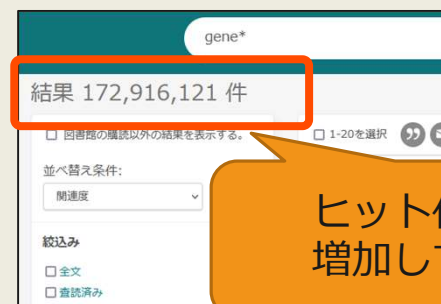 gene*
結果 172,916,121 件
図書館の購読以外の結果を表示する。
1-20を選択
並べ替え条件:
関連度
絞込み
全文
査読済み
ヒット
増加し